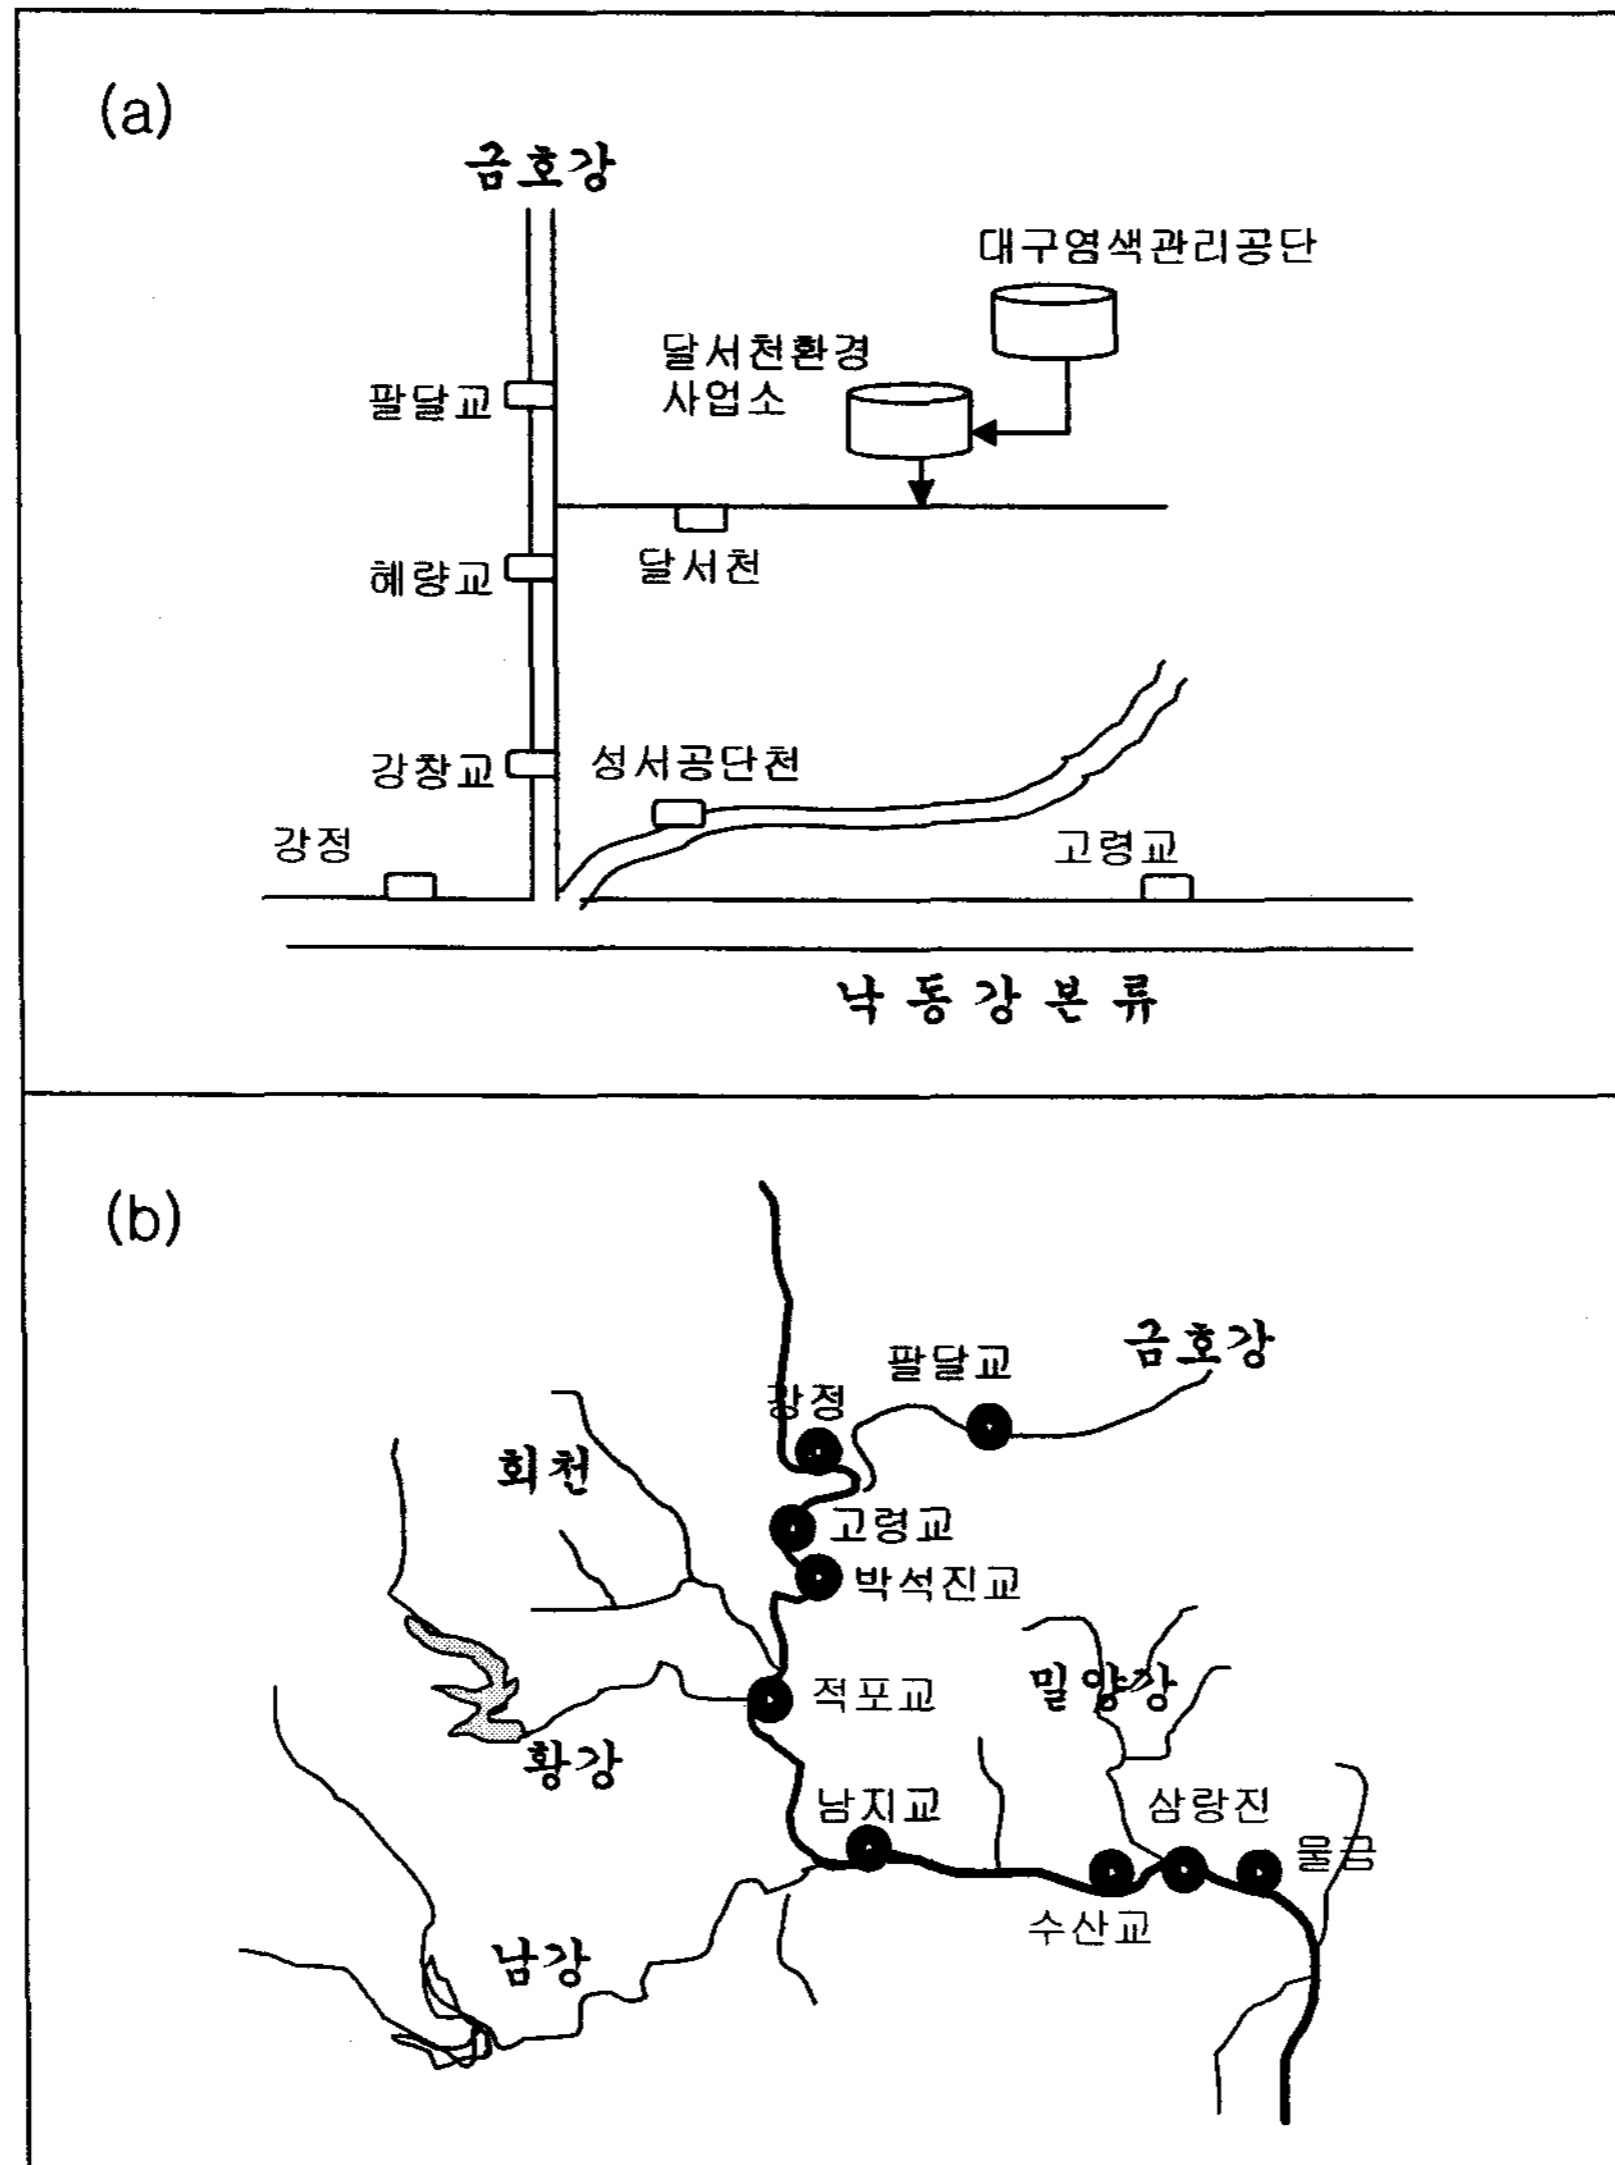 (a)
금호강
대구염색관리공단
달서천환경
사업소
팔달교
혜량교
달서천
강창교
성서공단천
강정
고령교
낙동강본류
(b)
금호강
팔달교
강정
회천
고령교
박석진교
밀양강
적포교
황강
남지교
삼랑진
물금
수산교
남강